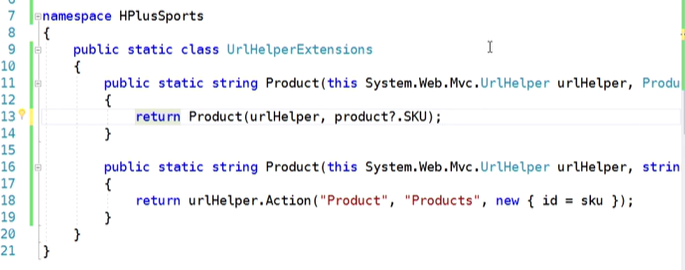 7 namespace HPlusSports
8 {
9 public static class UrlHelperExtensions
10 {
11 public static string Product(this System.Web.Mvc.UrlHelper urlHelper, Produ
12 {
13 return Product(urlHelper, product?.SKU);
14 }
15
16 public static string Product(this System.Web.Mvc.UrlHelper urlHelper, strin
17 {
18 return urlHelper.Action("Product", "Products", new { id = sku });
19 }
20 }
21 }